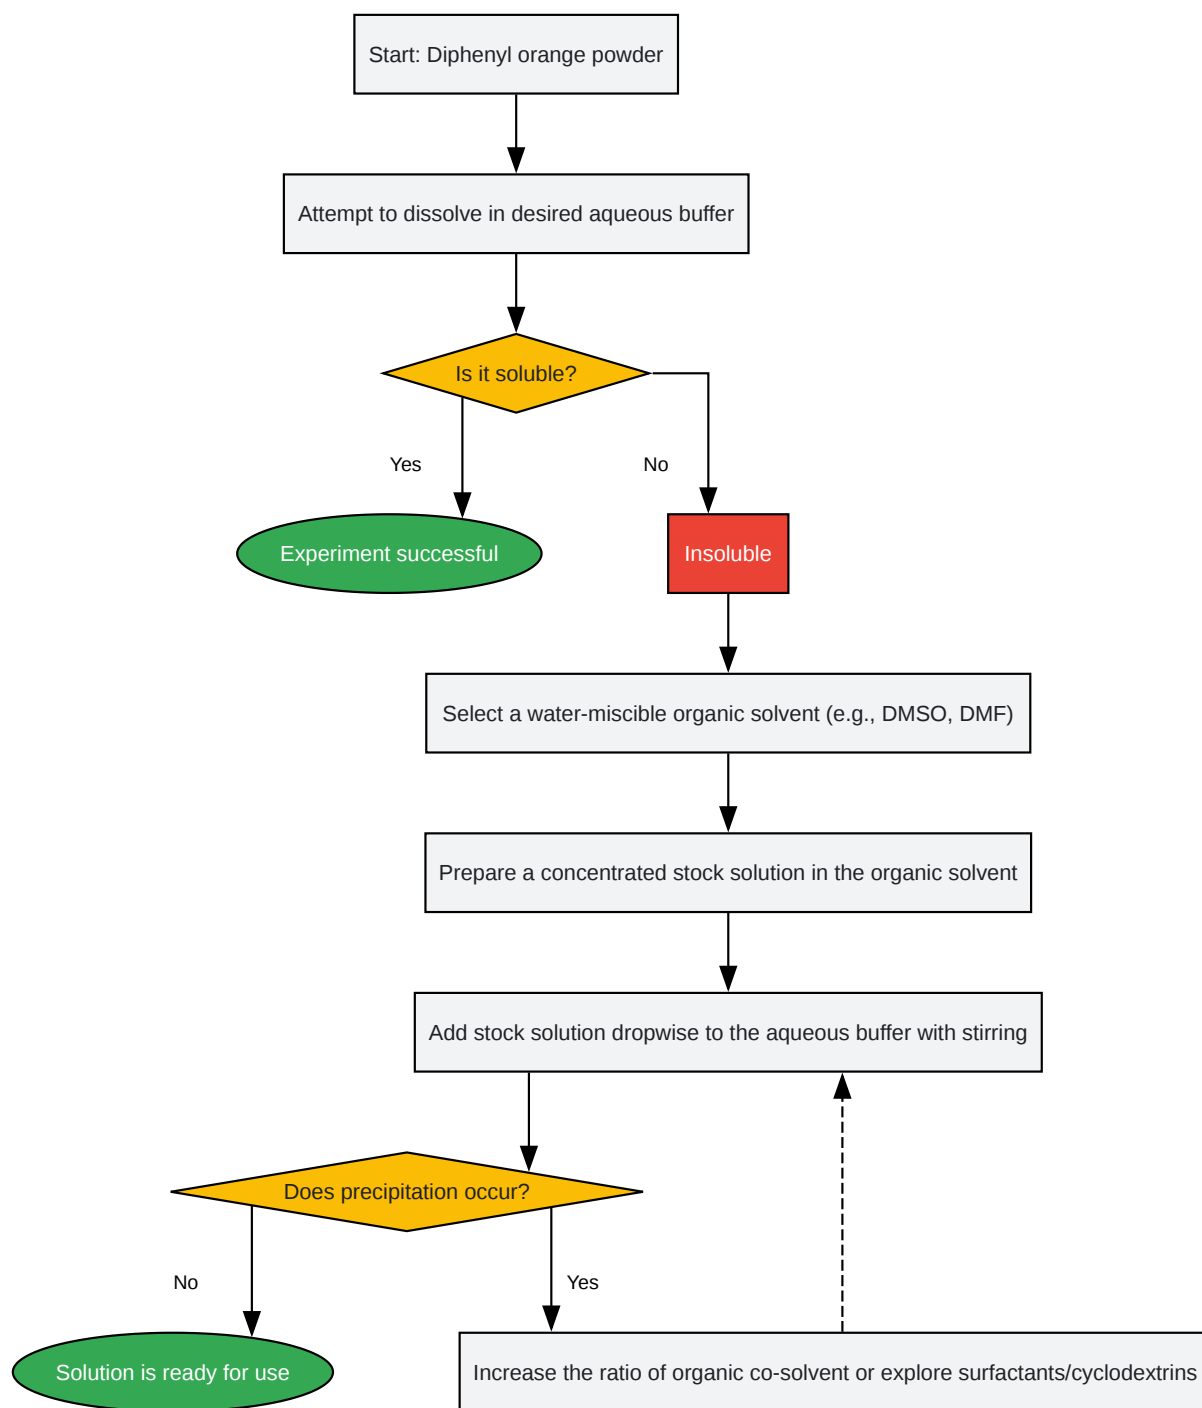 Start: Diphenyl orange powder
Attempt to dissolve in desired aqueous buffer
Is it soluble?
Yes
No
Experiment successful
Insoluble
Select a water-miscible organic solvent (e.g., DMSO, DMF)
Prepare a concentrated stock solution in the organic solvent
Add stock solution dropwise to the aqueous buffer with stirring
Does precipitation occur?
No
Yes
Solution is ready for use
Increase the ratio of organic co-solvent or explore surfactants/cyclodextrins